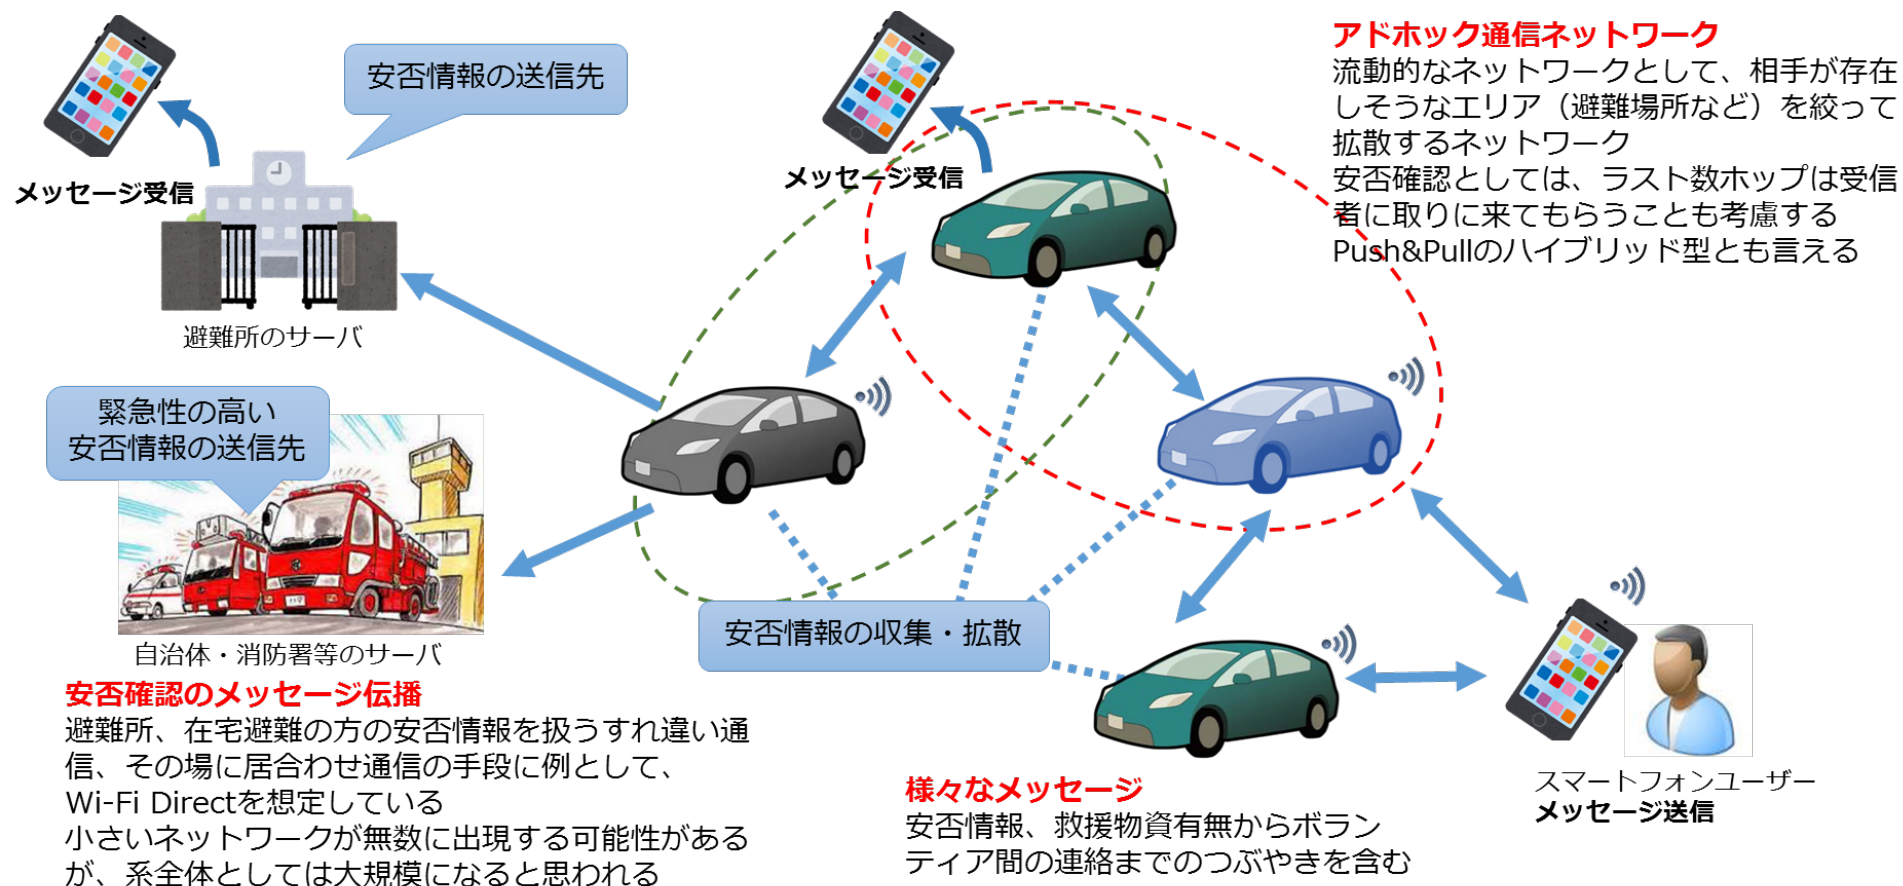 安否情報の送信先
メッセージ受信
避難所のサーバ
緊急性の高い
安否情報の送信先
自治体・消防署等のサーバ
安否確認のメッセージ伝播
避難所、在宅避難の方の安否情報を扱うすれ違い通
信、その場に居合わせ通信の手段に例として、
Wi-Fi Directを想定している
小さいネットワークが無数に出現する可能性がある
が、系全体としては大規模になると思われる
メッセージ受信
アドホック通信ネットワーク
流動的なネットワークとして、相手が存在
しそうなエリア（避難場所など）を絞って
拡散するネットワーク
安否確認としては、ラスト数ホップは受信
者に取りに来てもらうことも考慮する
Push&Pullのハイブリッド型とも言える
安否情報の収集・拡散
様々なメッセージ
安否情報、救援物資有無からボラン
ティア間の連絡までのつぶやきを含む
スマートフォンユーザー
メッセージ送信